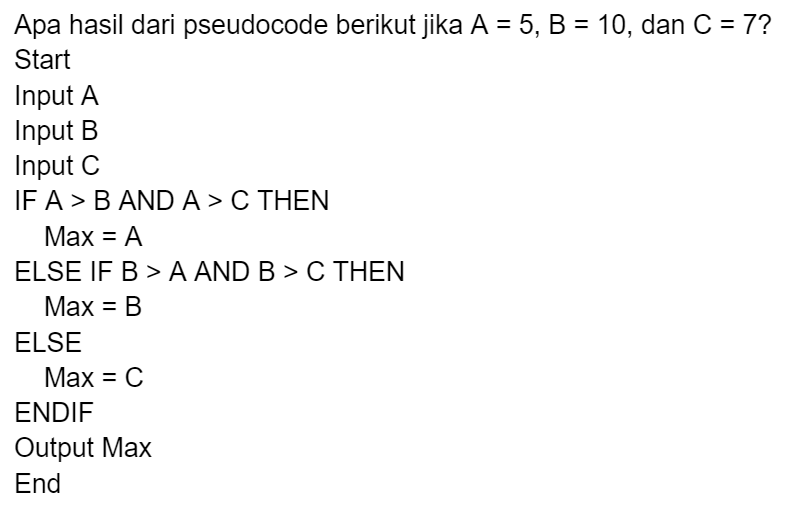 Apa hasil dari pseudocode berikut jika A = 5, B = 10, dan C = 7?
Start
Input A
Input B
Input C
IF A > B AND A > C THEN
    Max = A
ELSE IF B > A AND B > C THEN
    Max = B
ELSE
    Max = C
ENDIF
Output Max
End